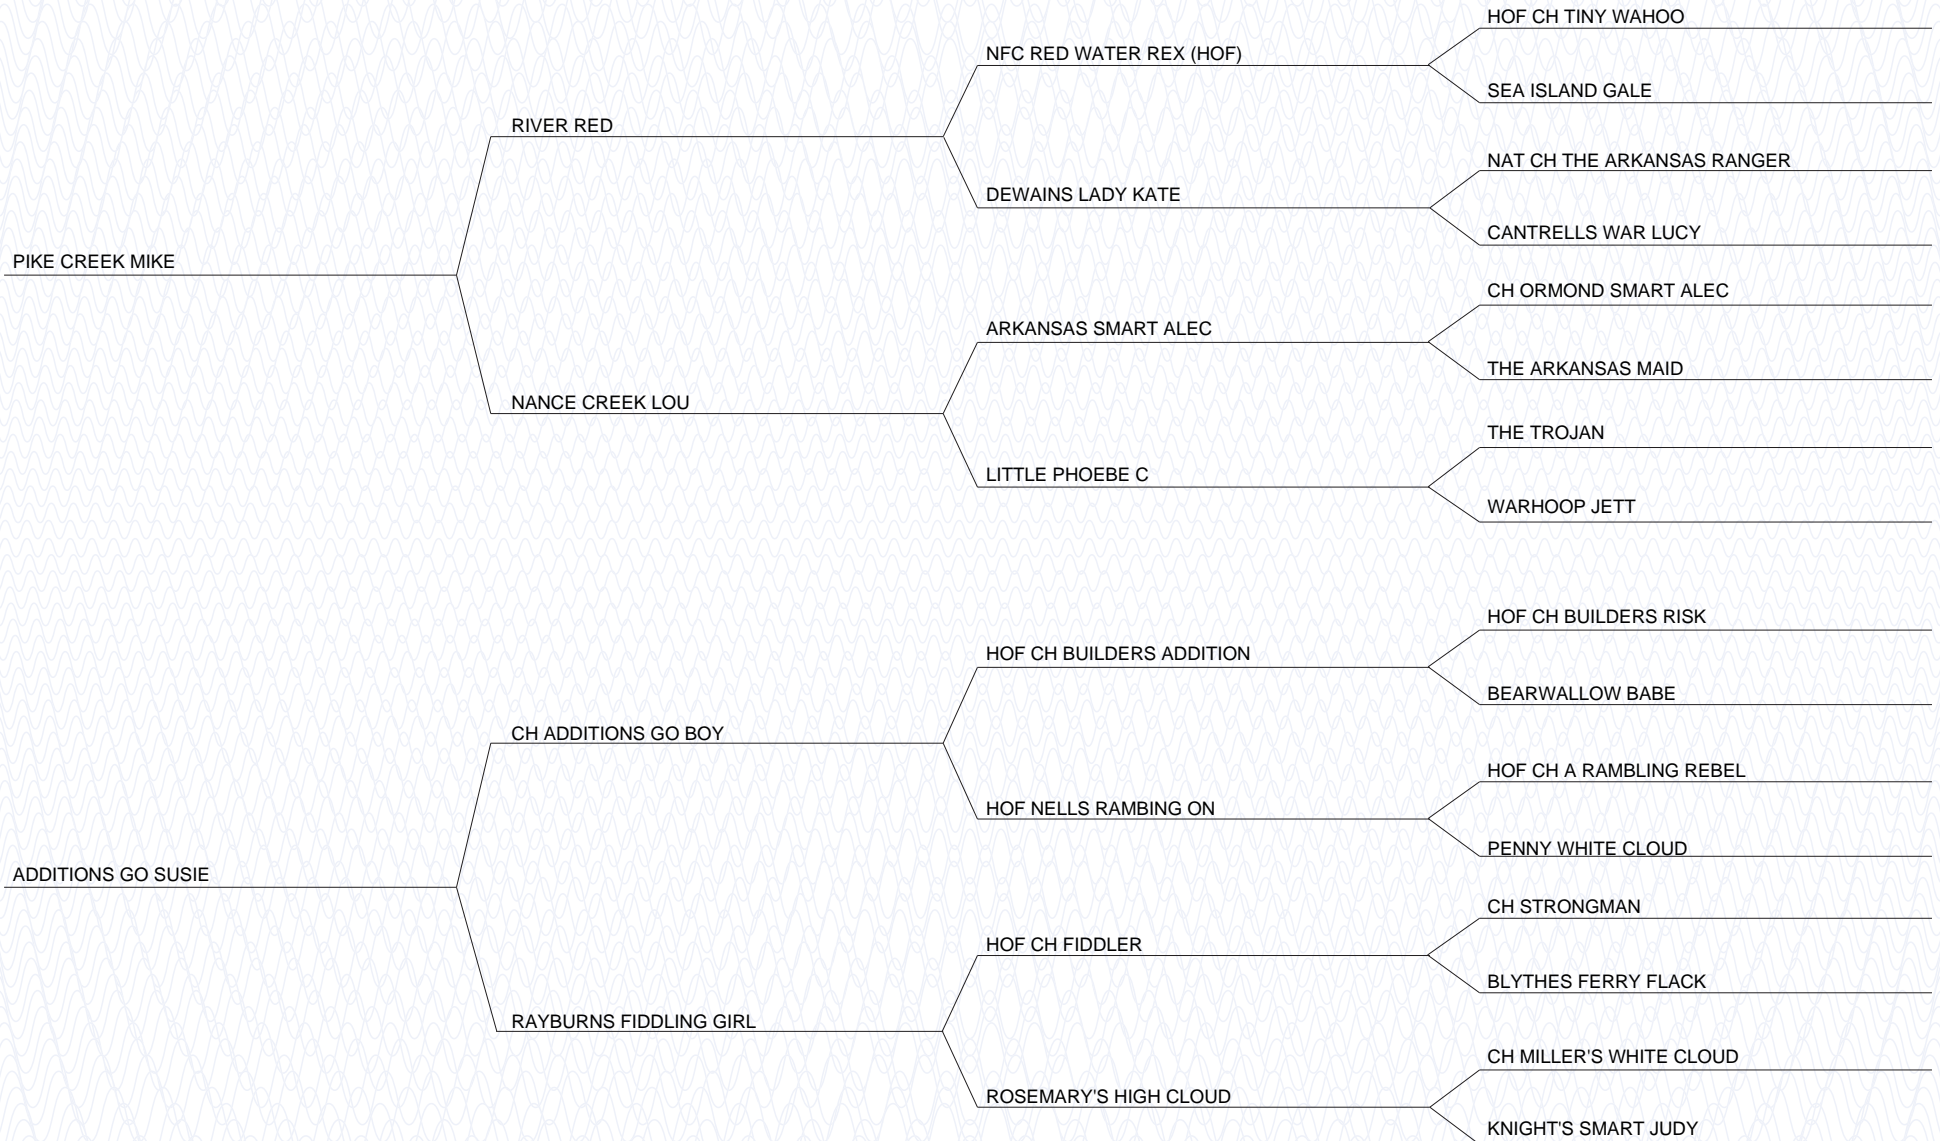 HOF CH TINY WAHOO
NFC RED WATER REX (HOF)
SEA ISLAND GALE
RIVER RED
NAT CH THE ARKANSAS RANGER
DEWAINS LADY KATE
CANTRELLS WAR LUCY
PIKE CREEK MIKE
CH ORMOND SMART ALEC
ARKANSAS SMART ALEC
THE ARKANSAS MAID
NANCE CREEK LOU
THE TROJAN
LITTLE PHOEBE C
WARHOOP JETT
HOF CH BUILDERS RISK
HOF CH BUILDERS ADDITION
BEARWALLOW BABE
CH ADDITIONS GO BOY
HOF CH A RAMBLING REBEL
HOF NELLS RAMBING ON
PENNY WHITE CLOUD
ADDITIONS GO SUSIE
CH STRONGMAN
HOF CH FIDDLER
BLYTHES FERRY FLACK
RAYBURNS FIDDLING GIRL
CH MILLER'S WHITE CLOUD
ROSEMARY'S HIGH CLOUD
KNIGHT'S SMART JUDY